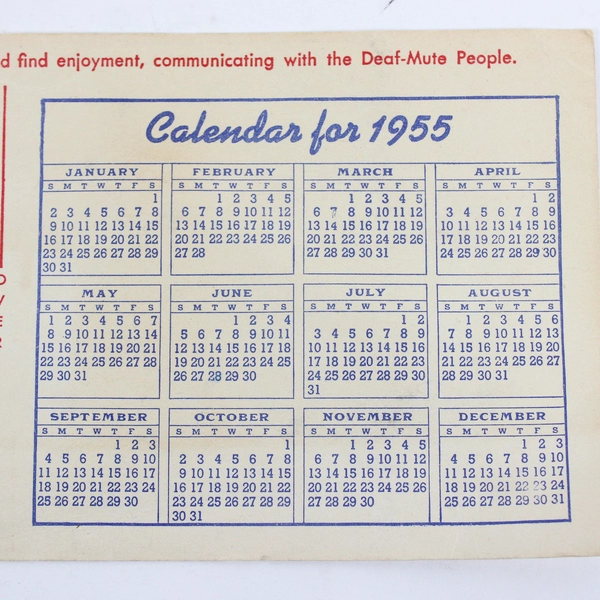 d find enjoyment, communicating with the Deaf-Mute People.
Calendar for 1955
JANUARY FEBRUARY MARCH APRIL
S M T W T F S S M T W T F S S M T W T F S S M T W T F S
1 1 2 3 4 5 1 2 3 4 5 1 2
2 3 4 5 6 7 8 6 7 8 9 10 11 12 6 7 8 9 10 11 12 3 4 5 6 7 8 9
9 10 11 12 13 14 15 13 14 15 16 17 18 19 13 14 15 16 17 18 19 10 11 12 13 14 15 16
16 17 18 19 20 21 22 20 21 22 23 24 25 26 20 21 22 23 24 25 26 17 18 19 20 21 22 23
23 24 25 26 27 28 29 27 28 27 28 29 30 31 24 25 26 27 28 29 30
30 31
MAY JUNE JULY AUGUST
S M T W T F S S M T W T F S S M T W T F S S M T W T F S
1 2 3 4 5 6 7 1 2 3 4 1 2 1 2 3 4 5 6
8 9 10 11 12 13 14 5 6 7 8 9 10 11 3 4 5 6 7 8 9 7 8 9 10 11 12 13
15 16 17 18 19 20 21 12 13 14 15 16 17 18 10 11 12 13 14 15 16 14 15 16 17 18 19 20
22 23 24 25 26 27 28 19 20 21 22 23 24 25 17 18 19 20 21 22 23 21 22 23 24 25 26 27
29 30 31 26 27 28 29 30 24 25 26 27 28 29 30 28 29 30 31
31
SEPTEMBER OCTOBER NOVEMBER DECEMBER
S M T W T F S S M T W T F S S M T W T F S S M T W T F S
1 2 3 1 1 2 3 4 5 1 2 3
4 5 6 7 8 9 10 2 3 4 5 6 7 8 6 7 8 9 10 11 12 4 5 6 7 8 9 10
11 12 13 14 15 16 17 9 10 11 12 13 14 15 13 14 15 16 17 18 19 11 12 13 14 15 16 17
18 19 20 21 22 23 24 16 17 18 19 20 21 22 20 21 22 23 24 25 26 18 19 20 21 22 23 24
25 26 27 28 29 30 23 24 25 26 27 28 29 27 28 29 30 25 26 27 28 29 30 31
30 31